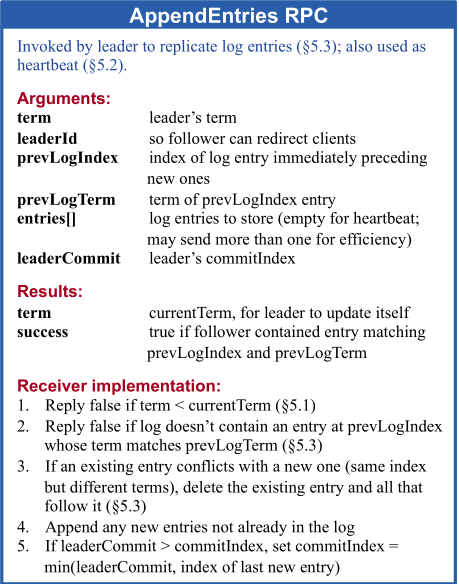 AppendEntries RPC
Invoked by leader to replicate log entries (§5.3); also used as
heartbeat (§5.2).
Arguments:
term leader’s term
leaderId so follower can redirect clients
prevLogIndex index of log entry immediately preceding
new ones
prevLogTerm term of prevLogIndex entry
entries[] log entries to store (empty for heartbeat;
may send more than one for efficiency)
leaderCommit leader’s commitIndex
Results:
term currentTerm, for leader to update itself
success true if follower contained entry matching
prevLogIndex and prevLogTerm
Receiver implementation:
1. Reply false if term < currentTerm (§5.1)
2. Reply false if log doesn’t contain an entry at prevLogIndex
whose term matches prevLogTerm (§5.3)
3. If an existing entry conflicts with a new one (same index
but different terms), delete the existing entry and all that
follow it (§5.3)
4. Append any new entries not already in the log
5. If leaderCommit > commitIndex, set commitIndex =
min(leaderCommit, index of last new entry)